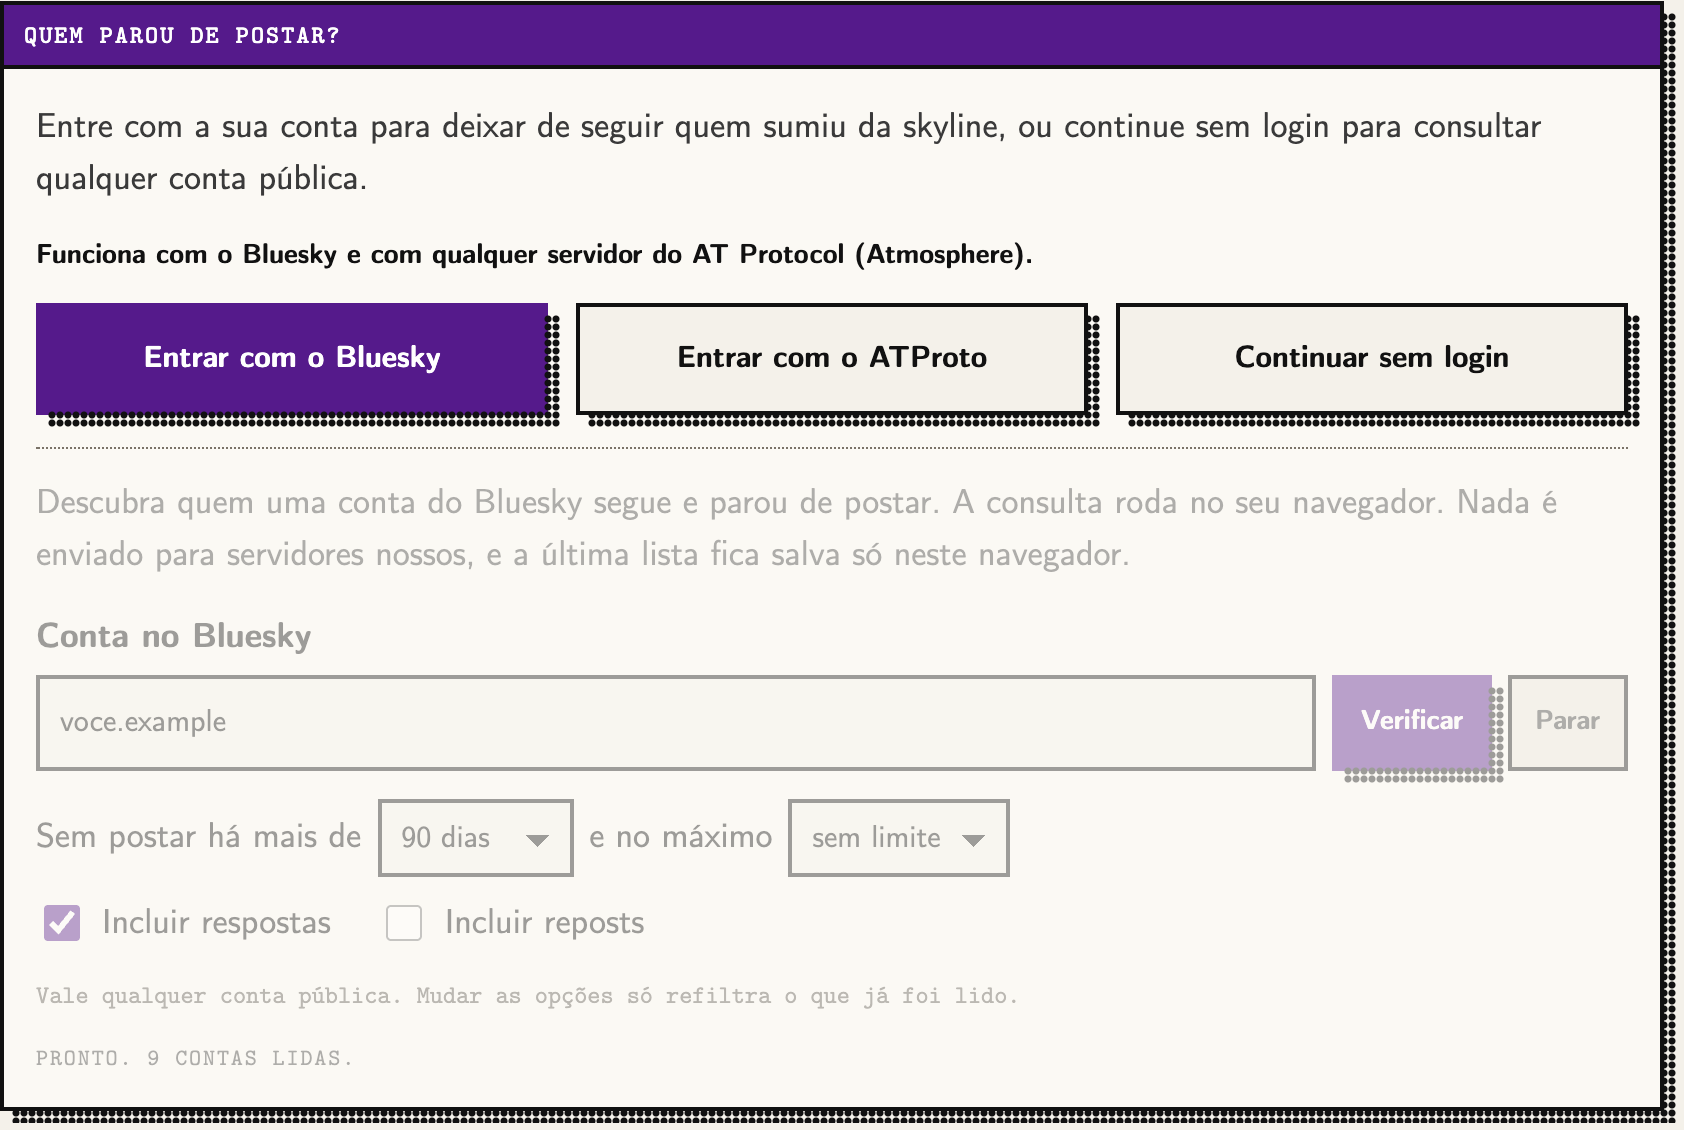 QUEM PAROU DE POSTAR?
Entre com a sua conta para deixar de seguir quem sumiu da skyline, ou continue sem login para consultar
qualquer conta pública.
Funciona com o Bluesky e com qualquer servidor do AT Protocol (Atmosphere).
Entrar com o Bluesky
Entrar com o ATProto
Continuar sem login
Descubra quem uma conta do Bluesky segue e parou de postar. A consulta roda no seu navegador. Nada é
enviado para servidores nossos, e a última lista fica salva só neste navegador.
Conta no Bluesky
voce.example
Verificar
Parar
Sem postar há mais de 90 dias e no máximo sem limite
Incluir respostas
Incluir reposts
Vale qualquer conta pública. Mudar as opções só refiltra o que já foi lido.
PRONTO. 9 CONTAS LIDAS.